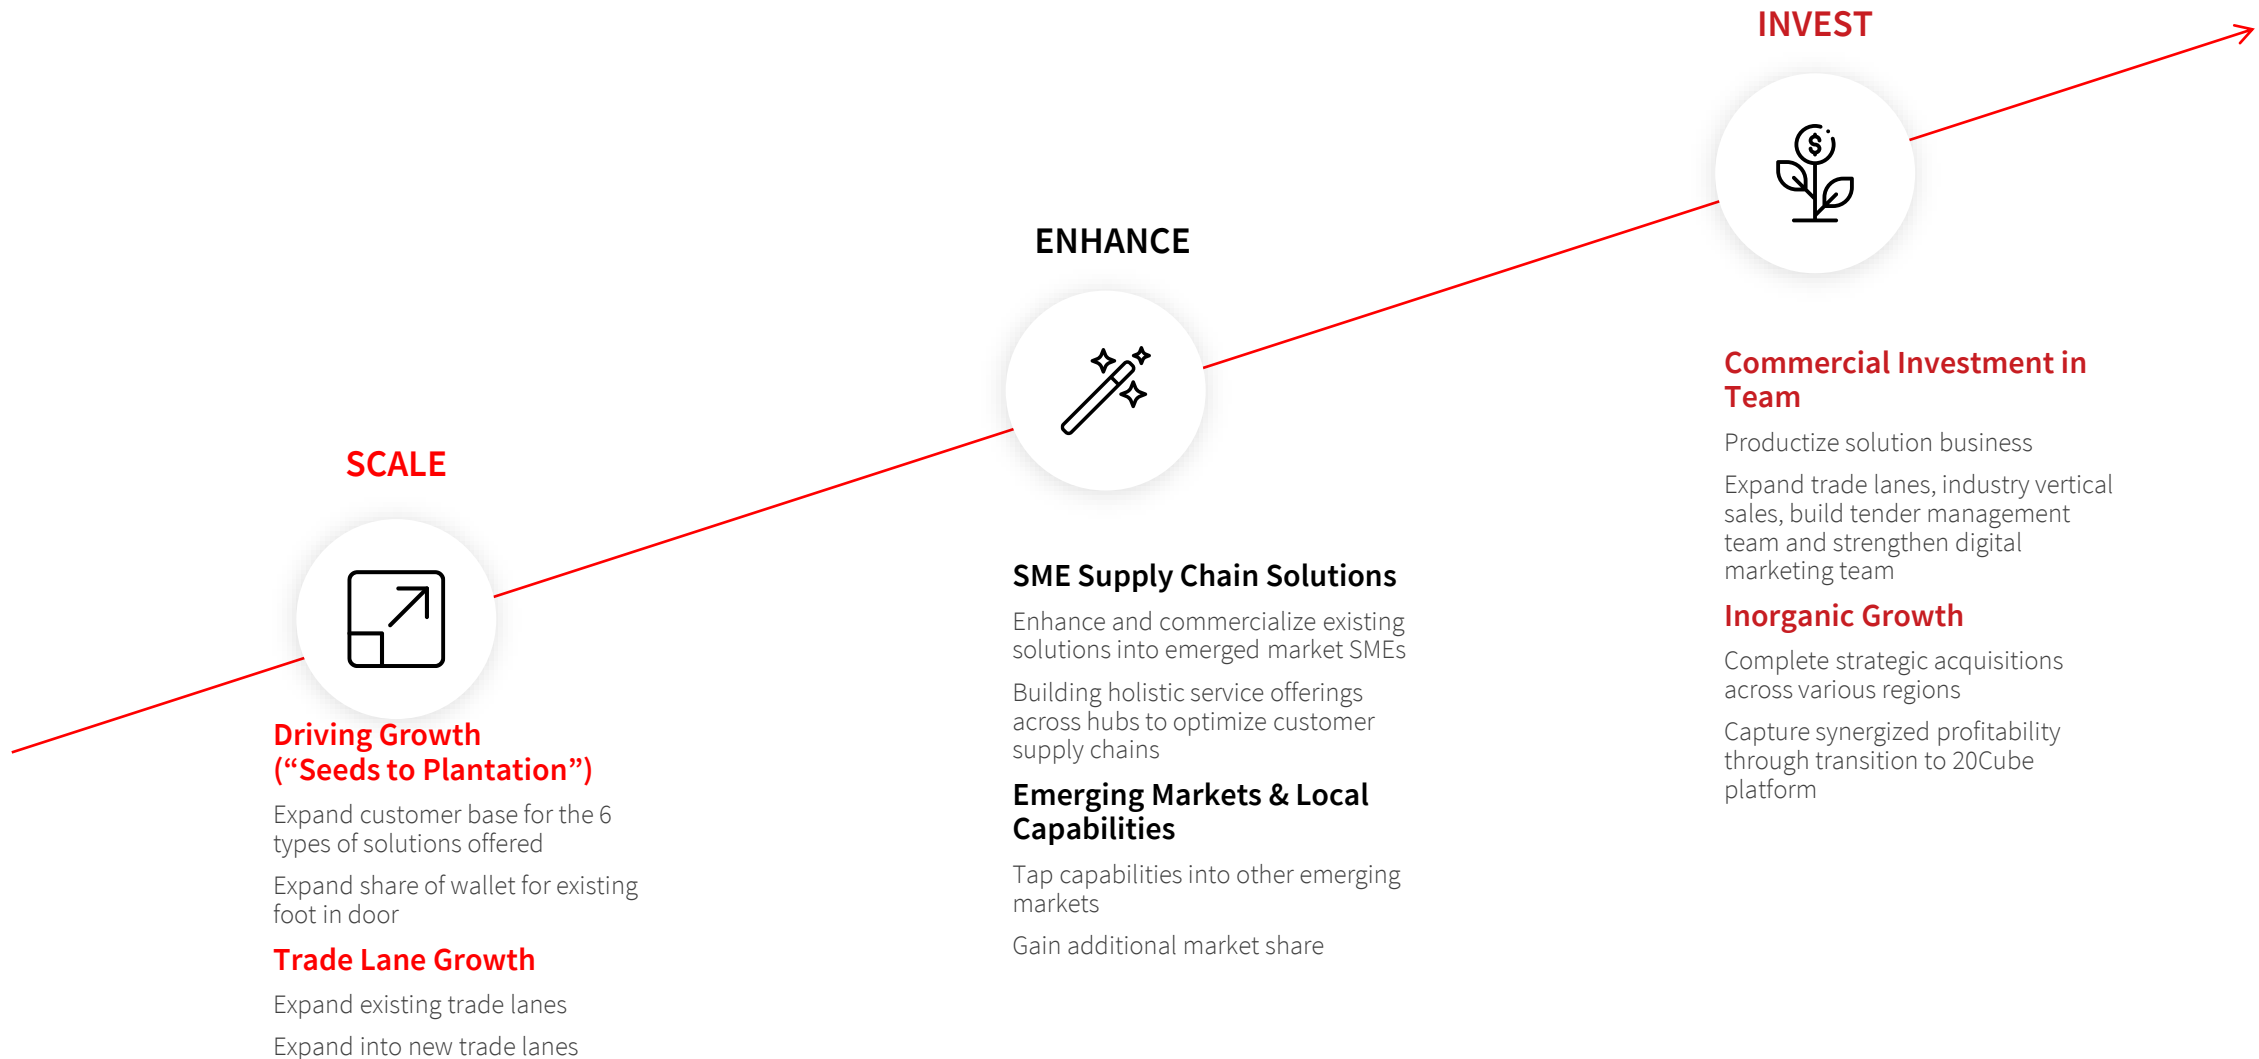 SCALE
Driving Growth
(“Seeds to Plantation”)
Expand customer base for the 6
types of solutions offered
Expand share of wallet for existing
foot in door
Trade Lane Growth
Expand existing trade lanes
Expand into new trade lanes
ENHANCE
SME Supply Chain Solutions
Enhance and commercialize existing
solutions into emerged market SMEs
Building holistic service offerings
across hubs to optimize customer
supply chains
Emerging Markets & Local
Capabilities
Tap capabilities into other emerging
markets
Gain additional market share
INVEST
$
Commercial Investment in
Team
Productize solution business
Expand trade lanes, industry vertical
sales, build tender management
team and strengthen digital
marketing team
Inorganic Growth
Complete strategic acquisitions
across various regions
Capture synergized profitability
through transition to 20Cube
platform